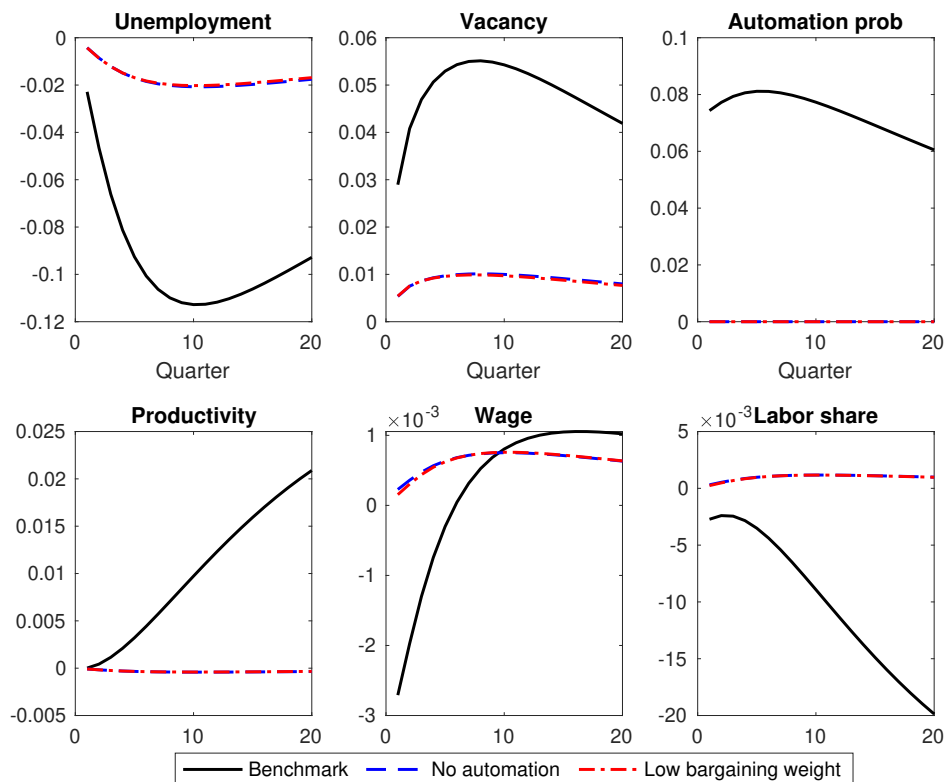 Unemployment Vacancy Automation prob
0 0.06 0.1
-0.02 0.05 0.08
-0.04 0.04 0.06
-0.06 0.03 0.04
-0.08 0.02 0.02
-0.1 0.01 0
-0.12 0
0 10 20 0 10 20 0 10 20
Quarter Quarter Quarter
Productivity ×10⁻³ Wage ×10⁻³ Labor share
0.025 1 5
0.02 0 0
0.015 -1 -5
0.01 -2 -10
0.005 -3 -15
0 -20
-0.005
0 10 20 0 10 20 0 10 20
Benchmark No automation Low bargaining weight